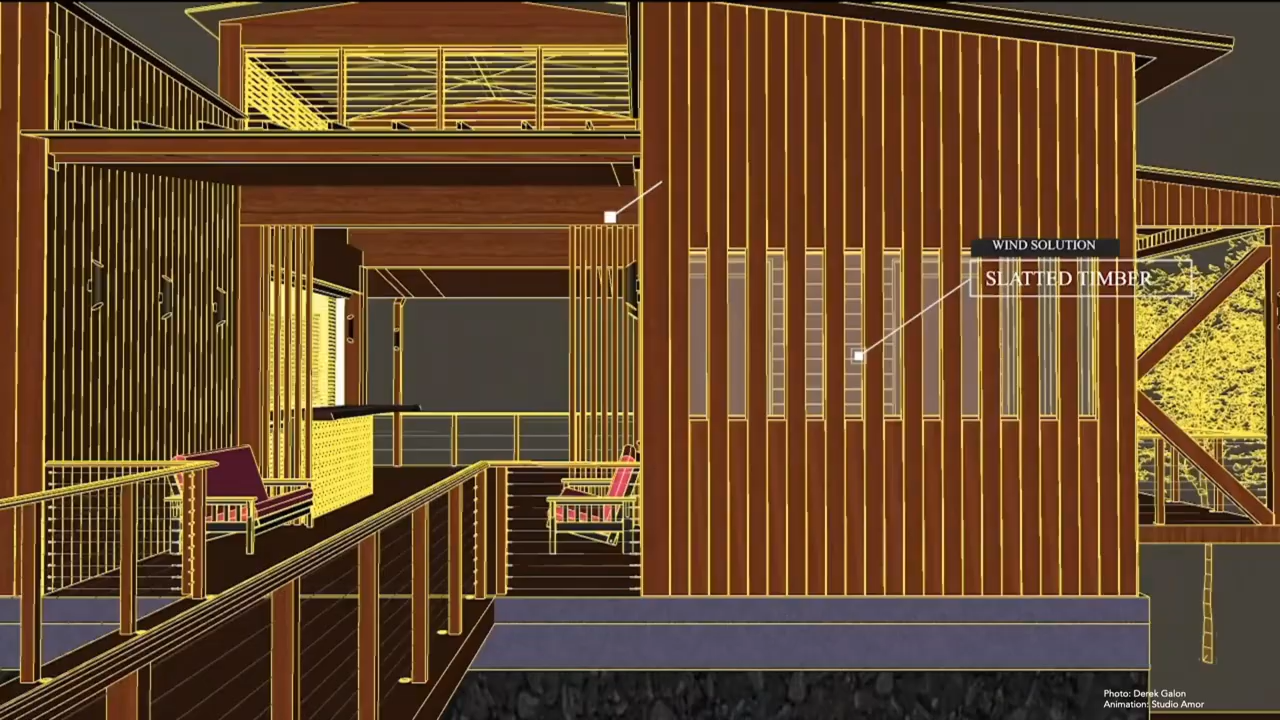 WIND SOLUTION
SLATTED TIMBER
Photo: Derek Galon
Animation: Studio Amor